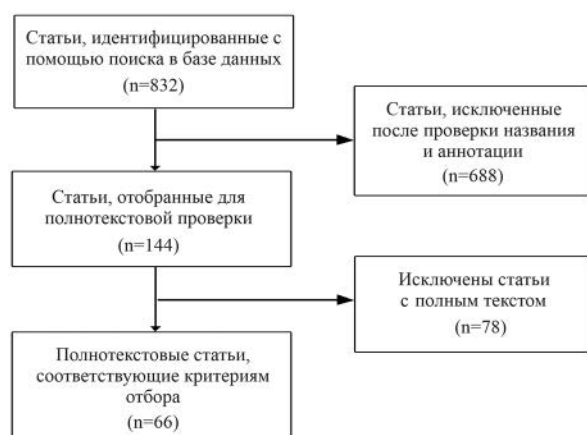 Статьи, идентифицированные с
помощью поиска в базе данных
(n=832)
Статьи, исключенные
после проверки названия
и аннотации
(n=688)
Статьи, отобранные для
полнотекстовой проверки
(n=144)
Исключены статьи
с полным текстом
(n=78)
Полнотекстовые статьи,
соответствующие критериям
отбора
(n=66)